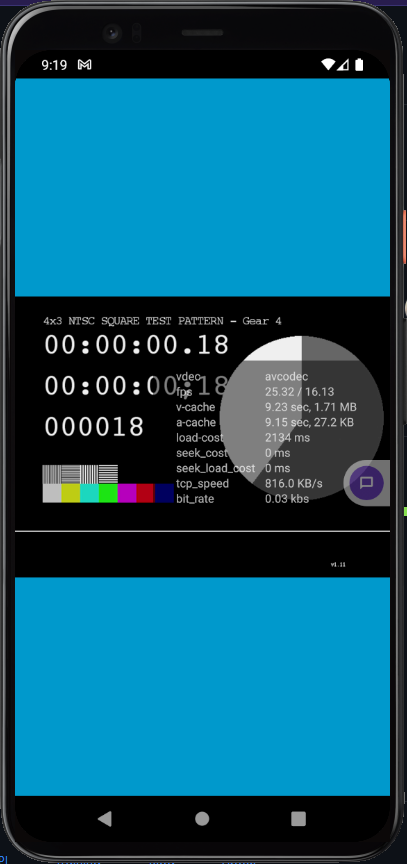 9:19
4x3 NTSC SQUARE TEST PATTERN - Gear 4
00:00:00.18
00:00:00:18
000018
vdec avcodec
fps 25.32 / 16.13
v-cache 9.23 sec, 1.71 MB
a-cache 9.15 sec, 27.2 KB
load-cost 2134 ms
seek_cost 0 ms
seek_load_cost 0 ms
tcp_speed 816.0 KB/s
bit_rate 0.03 kbs
v1.11